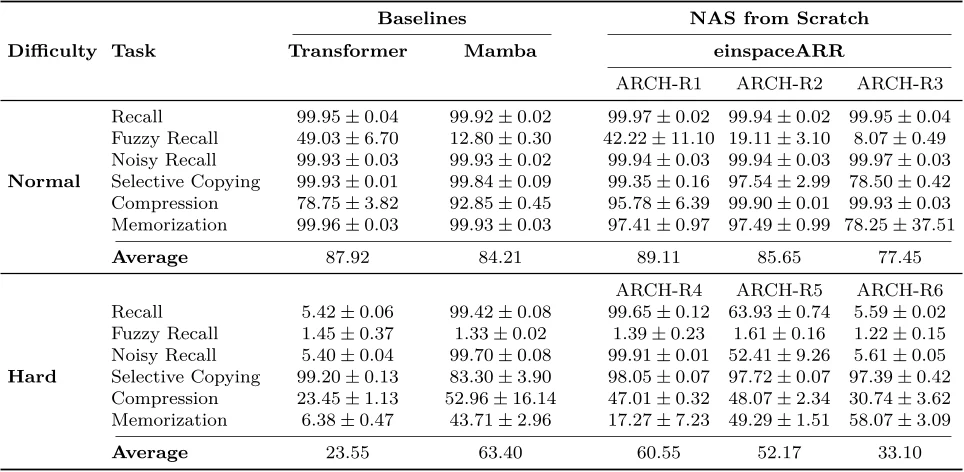 Baselines NAS from Scratch
Difficulty Task Transformer Mamba einspaceARR
ARCH-R1 ARCH-R2 ARCH-R3
Recall 99.95 ± 0.04 99.92 ± 0.02 99.97 ± 0.02 99.94 ± 0.02 99.95 ± 0.04
Fuzzy Recall 49.03 ± 6.70 12.80 ± 0.30 42.22 ± 11.10 19.11 ± 3.10 8.07 ± 0.49
Noisy Recall 99.93 ± 0.03 99.93 ± 0.02 99.94 ± 0.03 99.94 ± 0.03 99.97 ± 0.03
Normal Selective Copying 99.93 ± 0.01 99.84 ± 0.09 99.35 ± 0.16 97.54 ± 2.99 78.50 ± 0.42
Compression 78.75 ± 3.82 92.85 ± 0.45 95.78 ± 6.39 99.90 ± 0.01 99.93 ± 0.03
Memorization 99.96 ± 0.03 99.93 ± 0.03 97.41 ± 0.97 97.49 ± 0.99 78.25 ± 37.51
Average 87.92 84.21 89.11 85.65 77.45
ARCH-R4 ARCH-R5 ARCH-R6
Recall 5.42 ± 0.06 99.42 ± 0.08 99.65 ± 0.12 63.93 ± 0.74 5.59 ± 0.02
Fuzzy Recall 1.45 ± 0.37 1.33 ± 0.02 1.39 ± 0.23 1.61 ± 0.16 1.22 ± 0.15
Noisy Recall 5.40 ± 0.04 99.70 ± 0.08 99.91 ± 0.01 52.41 ± 9.26 5.61 ± 0.05
Hard Selective Copying 99.20 ± 0.13 83.30 ± 3.90 98.05 ± 0.07 97.72 ± 0.07 97.39 ± 0.42
Compression 23.45 ± 1.13 52.96 ± 16.14 47.01 ± 0.32 48.07 ± 2.34 30.74 ± 3.62
Memorization 6.38 ± 0.47 43.71 ± 2.96 17.27 ± 7.23 49.29 ± 1.51 58.07 ± 3.09
Average 23.55 63.40 60.55 52.17 33.10